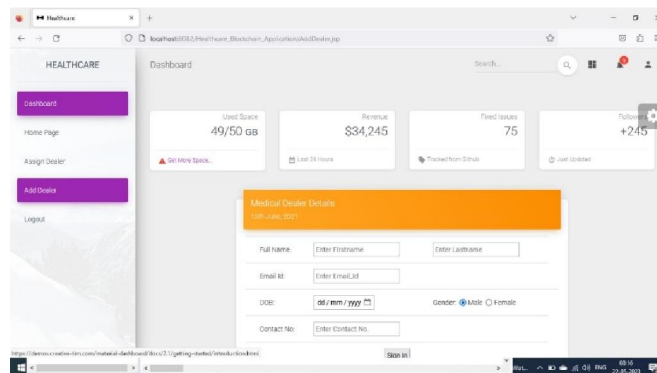 Healthcare
localhost:8082/Healthcare_Blockchain_Application/AddDealer.jsp
HEALTHCARE
Dashboard
Search...
Dashboard
Home Page
Assign Dealer
Add Dealer
Logout
Used Space
49/50 GB
Get More Space...
Revenue
$34,245
Last 24 Hours
Fixed Issues
75
Tracked from Github
Followers
+245
Just Updated
Medical Dealer Details
16th June, 2021
Full Name:
Enter Firstname
Enter Lastname
Email Id:
Enter Email_Id
DOB:
dd / mm / yyyy
Gender: Male Female
Contact No:
Enter Contact No.
Sign In
https://demos.creative-tim.com/material-dashboard/docs/2.1/getting-started/introduction.html
ENG
22-05-2023